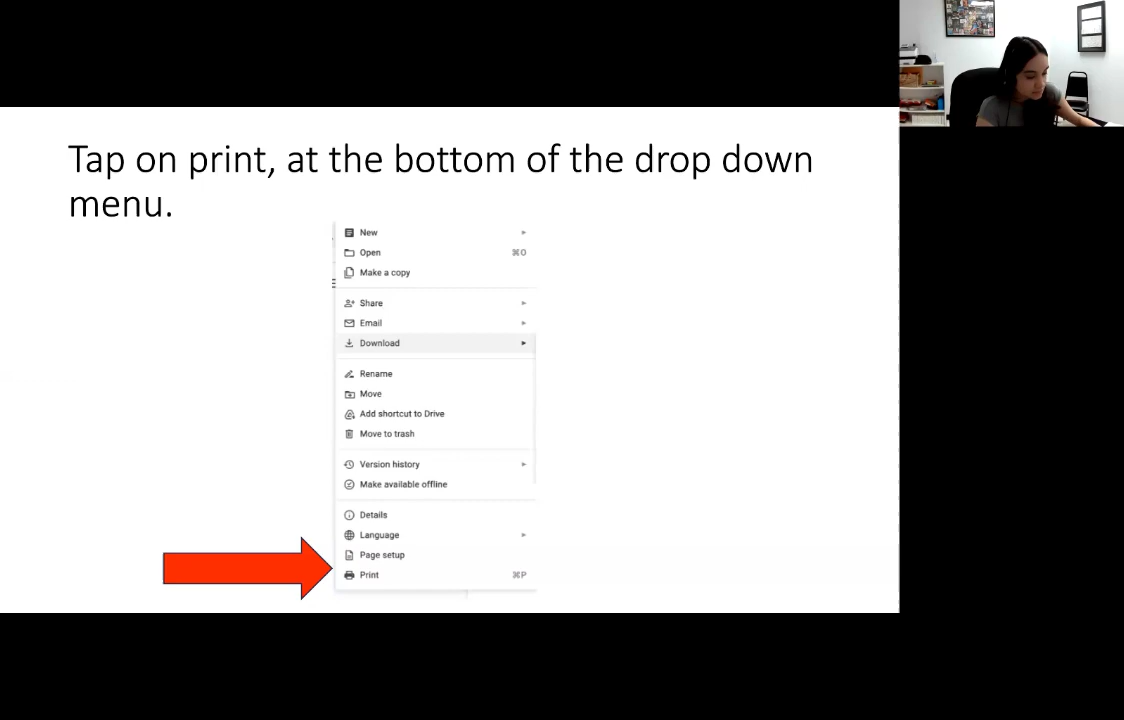 Tap on print, at the bottom of the drop down
menu.
New ►
Open ⌘O
Make a copy
Share ►
Email ►
Download ►
Rename
Move
Add shortcut to Drive
Move to trash
Version history ►
Make available offline
Details
Language ►
Page setup
Print ⌘P